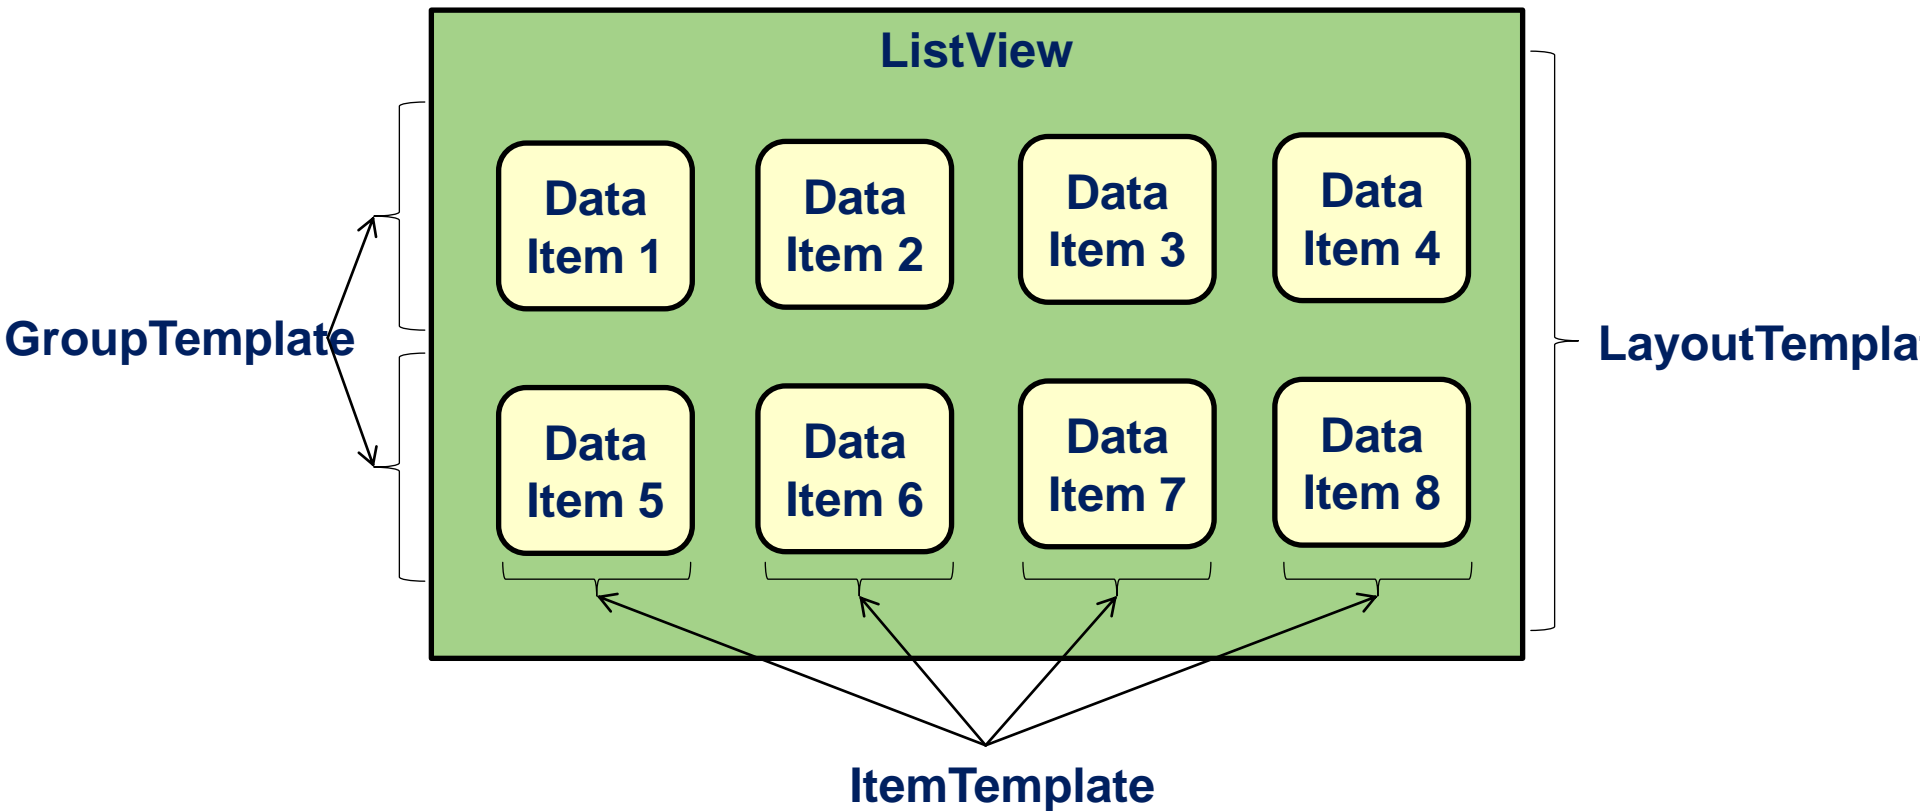 ListView
Data
Item 1
Data
Item 2
Data
Item 3
Data
Item 4
GroupTemplate
LayoutTempla
Data
Item 5
Data
Item 6
Data
Item 7
Data
Item 8
ItemTemplate